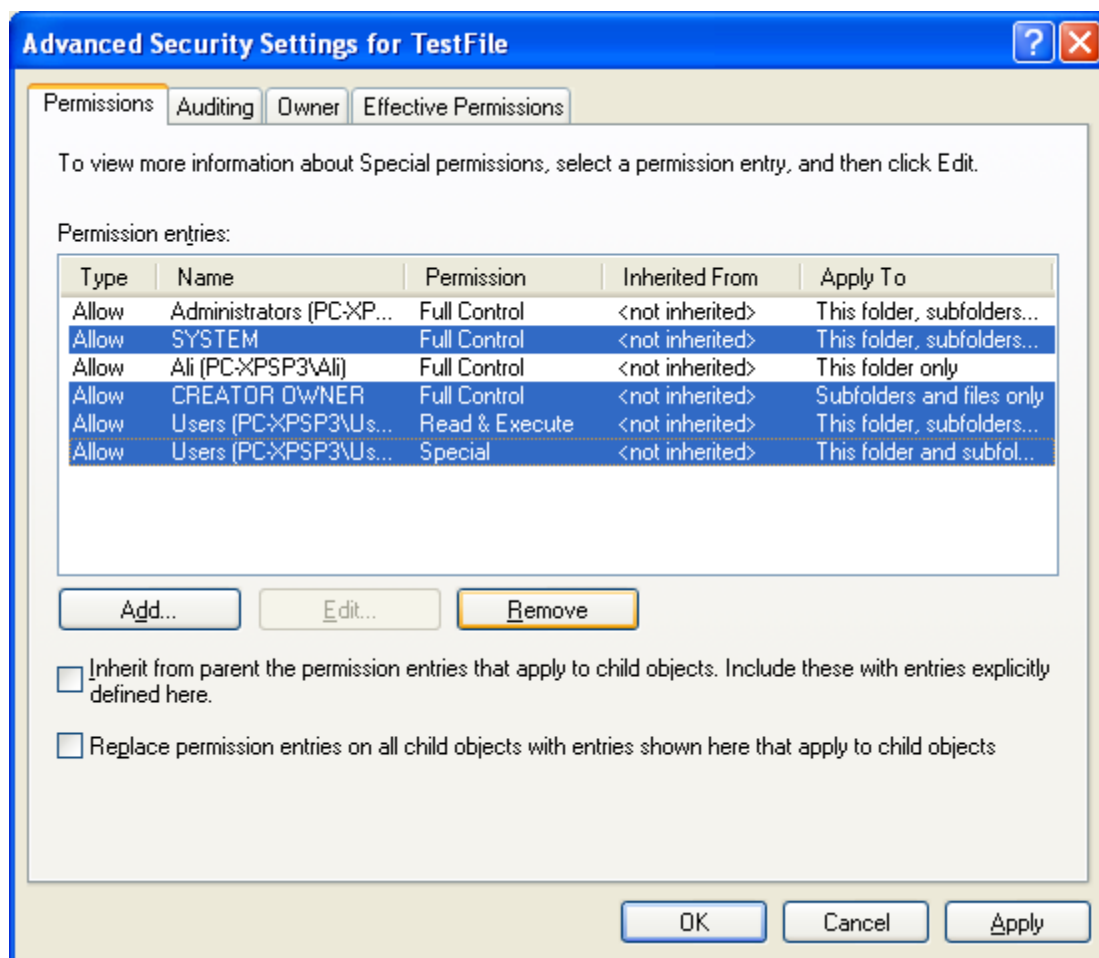 Advanced Security Settings for TestFile
Permissions Auditing Owner Effective Permissions
To view more information about Special permissions, select a permission entry, and then click Edit.
Permission entries:
Type Name Permission Inherited From Apply To
Allow Administrators (PC-XP... Full Control <not inherited> This folder, subfolders...
Allow SYSTEM Full Control <not inherited> This folder, subfolders...
Allow Ali (PC-XPSP3\Ali) Full Control <not inherited> This folder only
Allow CREATOR OWNER Full Control <not inherited> Subfolders and files only
Allow Users (PC-XPSP3\Us... Read & Execute <not inherited> This folder, subfolders...
Allow Users (PC-XPSP3\Us... Special <not inherited> This folder and subfol...
Add... Edit... Remove
Inherit from parent the permission entries that apply to child objects. Include these with entries explicitly
defined here.
Replace permission entries on all child objects with entries shown here that apply to child objects
OK Cancel Apply